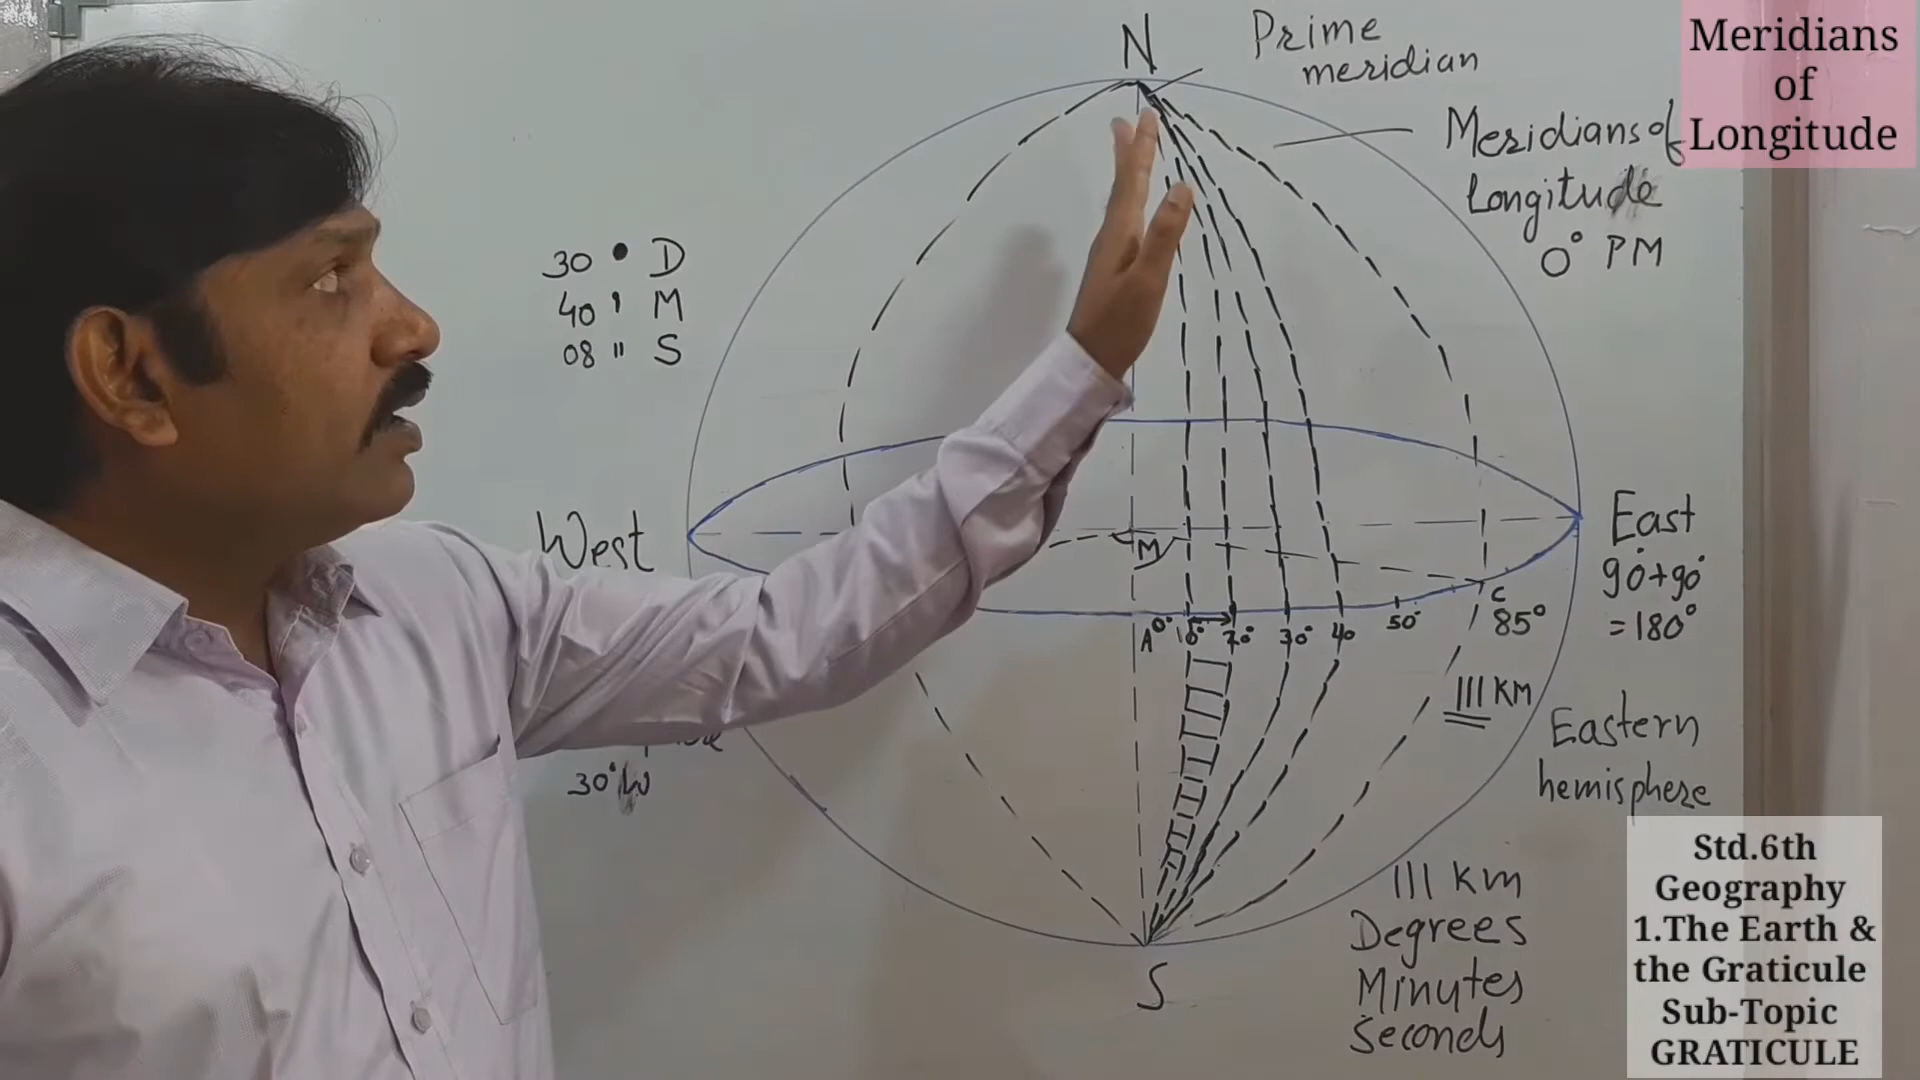 N
Prime
meridian
Meridians
of
Longitude
Meridians of
Longitude
0° PM
30 ° D
40 ' M
08 " S
West
M
East
90°+90°
=180°
A 0° 10° 20° 30° 40 50° C
85°
111 KM
Eastern
hemisphere
30°W
111 km
Degrees
Minutes
Seconds
S
Std.6th
Geography
1.The Earth &
the Graticule
Sub-Topic
GRATICULE